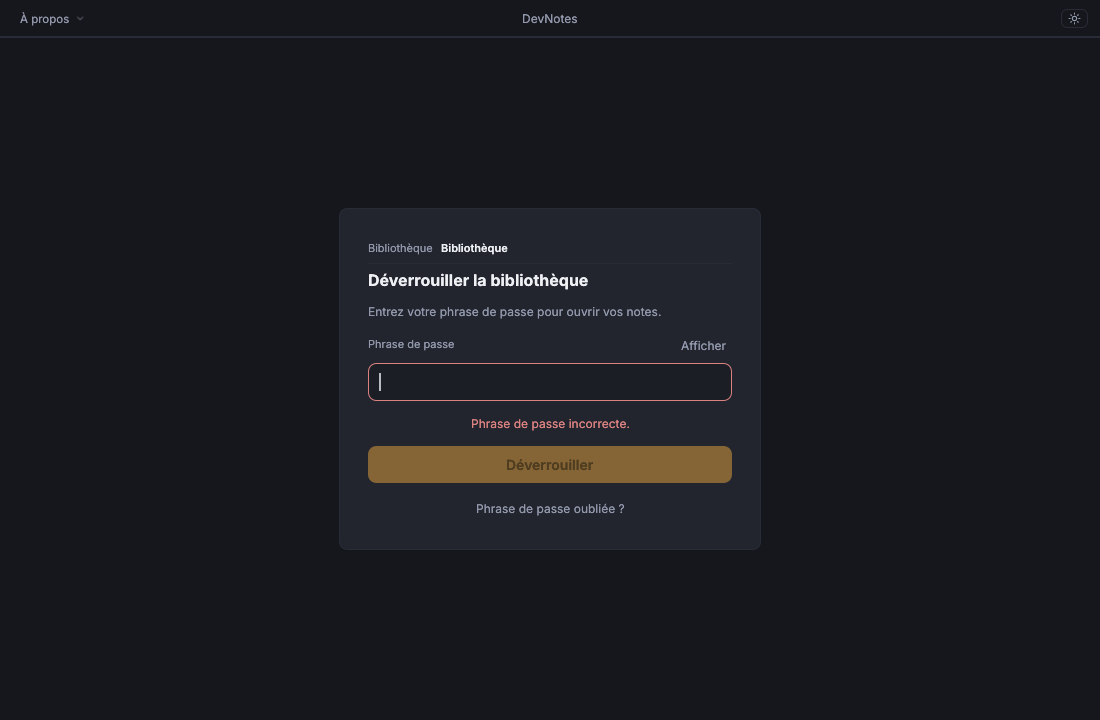 À propos
DevNotes
Bibliothèque Bibliothèque
Déverrouiller la bibliothèque
Entrez votre phrase de passe pour ouvrir vos notes.
Phrase de passe
Afficher
Phrase de passe incorrecte.
Déverrouiller
Phrase de passe oubliée ?